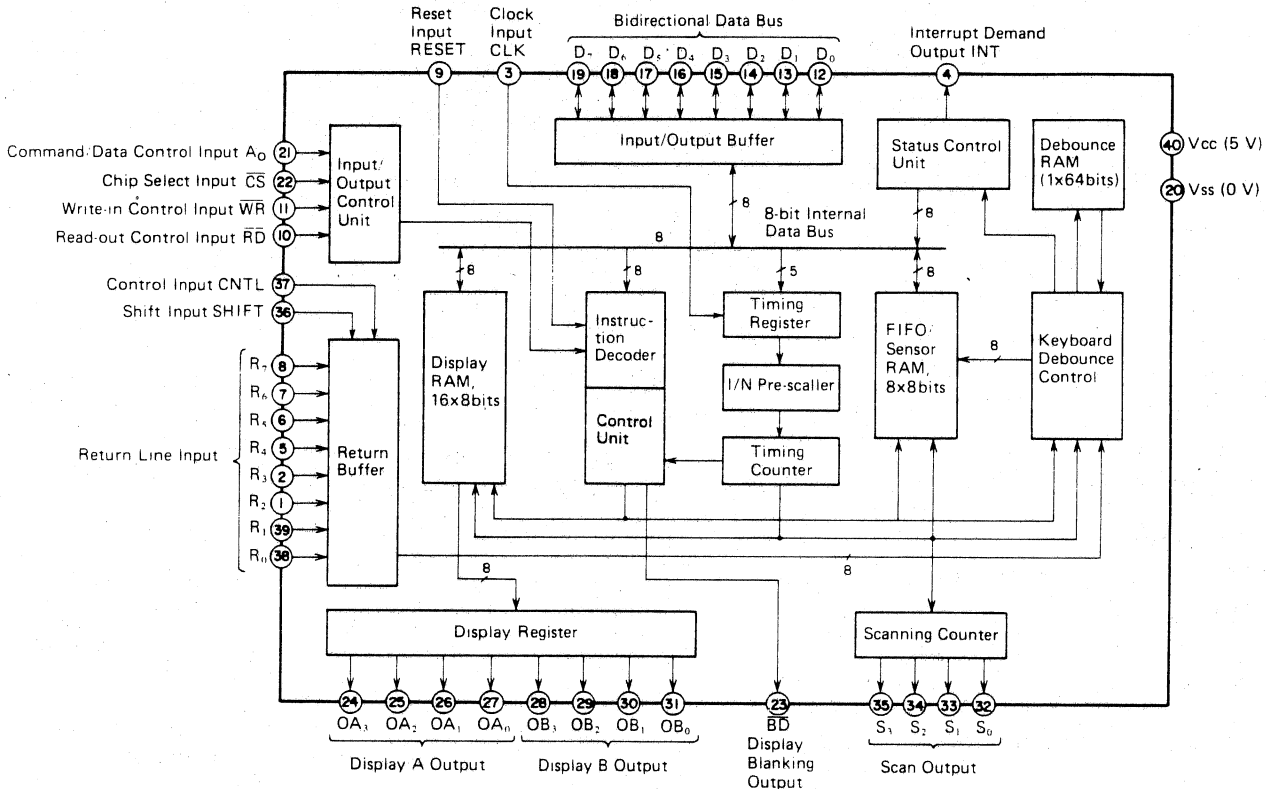 Reset Input RESET
Clock Input CLK
Bidirectional Data Bus
Interrupt Demand Output INT
D₇ D₆ D₅ D₄ D₃ D₂ D₁ D₀
9
3
19 18 17 16 15 14 13 12
4
Input/Output Buffer
Status Control Unit
Debounce RAM (1x64bits)
40 Vcc (5 V)
20 Vss (0 V)
Command/Data Control Input A₀ 21
Chip Select Input C̅S̅ 22
Write-in Control Input W̅R̅ 11
Read-out Control Input R̅D̅ 10
Input/Output Control Unit
8
8-bit Internal Data Bus
8
8
Control Input CNTL 37
Shift Input SHIFT 36
8
8
5
8
Display RAM, 16x8bits
Instruction Decoder
Control Unit
Timing Register
I/N Pre-scaller
Timing Counter
FIFO/Sensor RAM, 8x8bits
8
Keyboard Debounce Control
Return Line Input
R₇ 8
R₆ 7
R₅ 6
R₄ 5
R₃ 2
R₂ 1
R₁ 39
R₀ 38
Return Buffer
8
8
Display Register
Scanning Counter
24 25 26 27 28 29 30 31
23
35 34 33 32
OA₃ OA₂ OA₁ OA₀ OB₃ OB₂ OB₁ OB₀
B̅D̅
S₃ S₂ S₁ S₀
Display A Output
Display B Output
Display Blanking Output
Scan Output